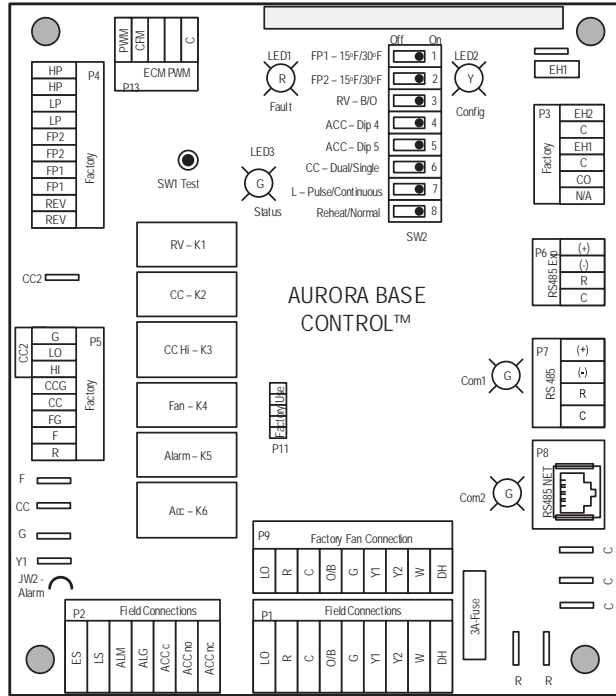 PWM
CFM
C
P13
ECM PWM
LED1
R
Fault
Off
On
FP1 – 15ºF/30ºF
1
FP2 – 15ºF/30ºF
2
RV – B/O
3
ACC – Dip 4
4
ACC – Dip 5
5
CC – Dual/Single
6
L – Pulse/Continuous
7
Reheat/Normal
8
SW2
LED2
Y
Config
EH1
HP
P4
HP
LP
LP
FP2
FP2
FP1
FP1
REV
REV
Factory
SW1 Test
LED3
G
Status
P3
EH2
C
EH1
C
CO
N/A
Factory
CC2
RV – K1
CC – K2
CC Hi – K3
Fan – K4
Alarm – K5
Acc – K6
AURORA BASE
CONTROL™
P6
RS485 Exp
(+)
(-)
R
C
CC2
G
P5
LO
HI
CCG
CC
FG
F
R
Factory
Factory Use
P11
Com1
G
P7
RS 485
(+)
(-)
R
C
Com2
G
P8
RS485 NET
F
CC
G
Y1
JW2 -
Alarm
P9
Factory Fan Connection
LO
R
C
O/B
G
Y1
Y2
W
DH
P2
Field Connections
ES
LS
ALM
ALG
ACC c
ACC no
ACC nc
P1
Field Connections
LO
R
C
O/B
G
Y1
Y2
W
DH
3A-Fuse
C
C
C
R
R